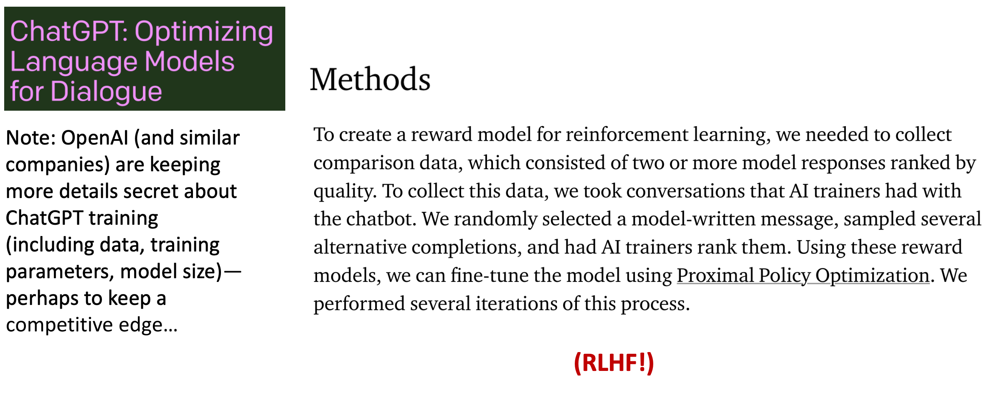 ChatGPT: Optimizing
Language Models
for Dialogue
Note: OpenAI (and similar
companies) are keeping
more details secret about
ChatGPT training
(including data, training
parameters, model size)—
perhaps to keep a
competitive edge…
Methods
To create a reward model for reinforcement learning, we needed to collect
comparison data, which consisted of two or more model responses ranked by
quality. To collect this data, we took conversations that AI trainers had with
the chatbot. We randomly selected a model-written message, sampled several
alternative completions, and had AI trainers rank them. Using these reward
models, we can fine-tune the model using Proximal Policy Optimization. We
performed several iterations of this process.
(RLHF!)